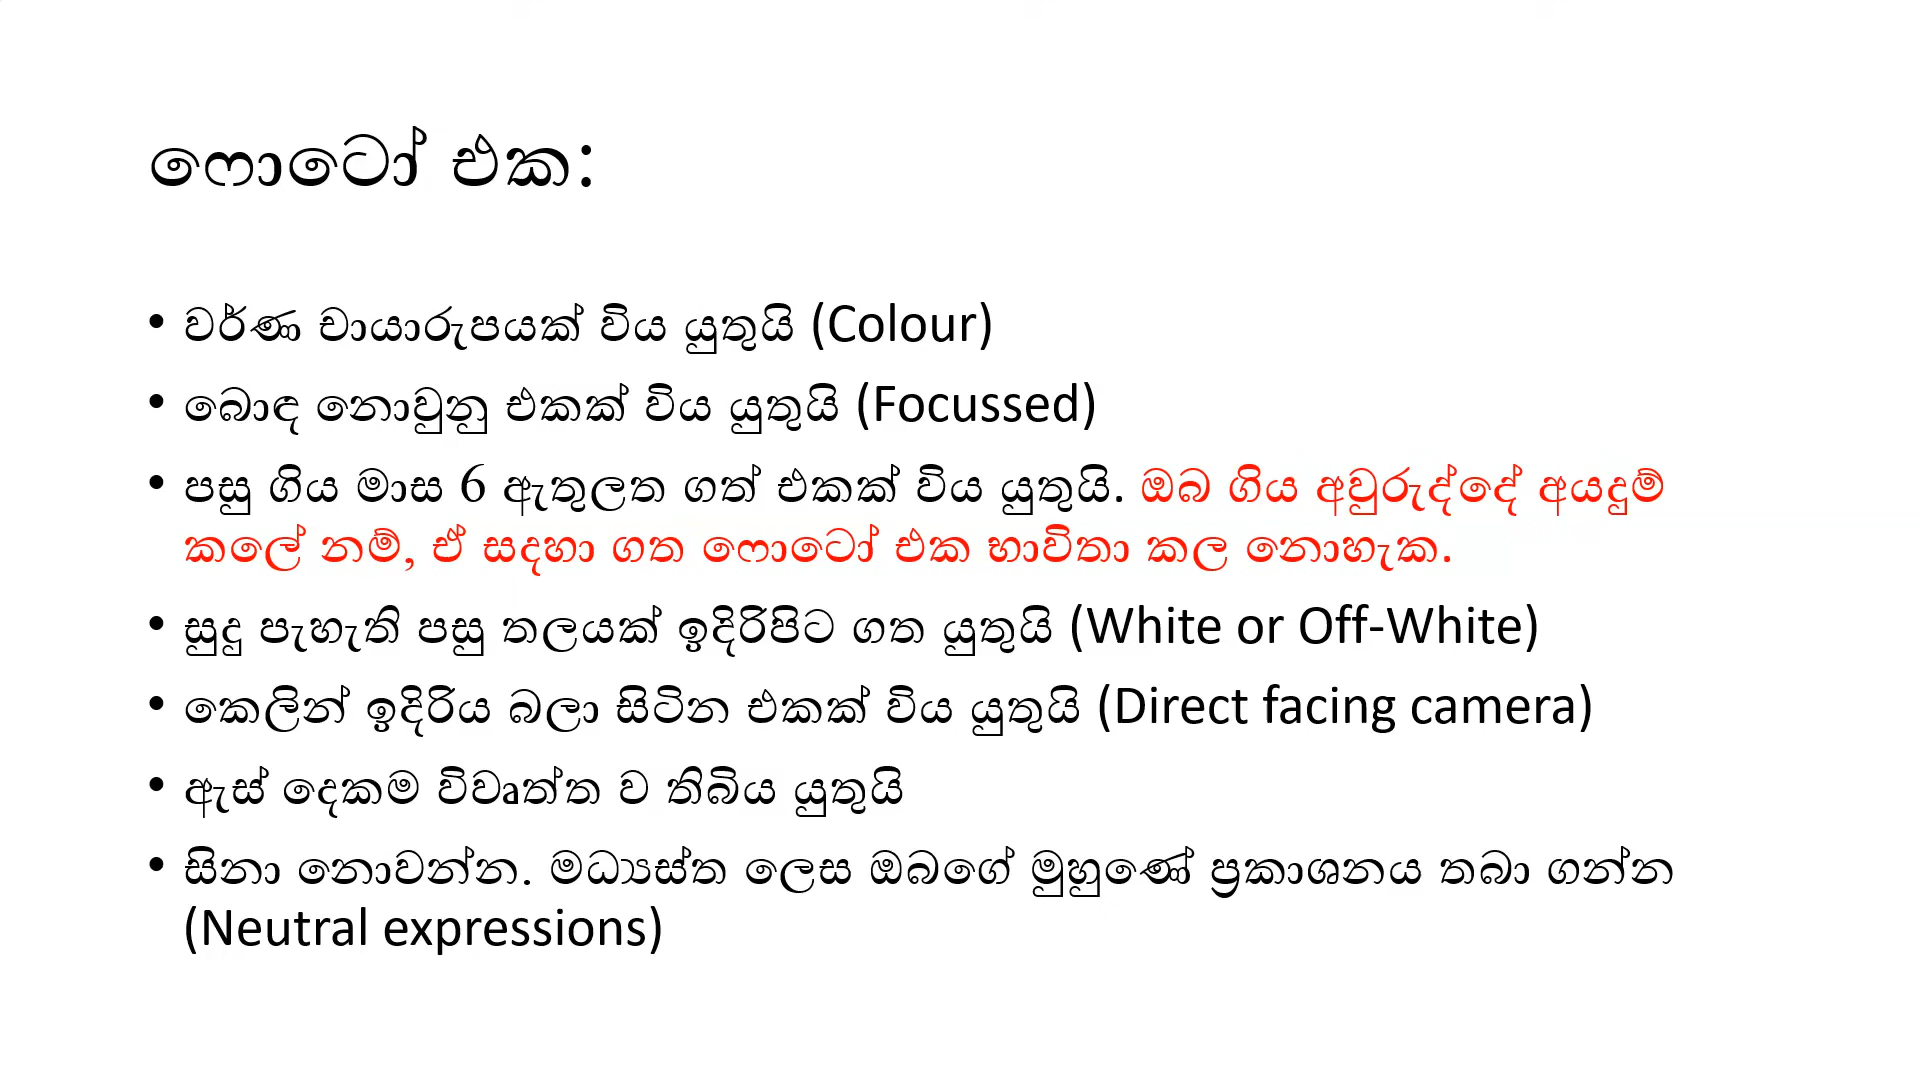 ෆොටෝ එක:
• වර්ණ චායාරුපයක් විය යුතුයි (Colour)
• බොඳ නොවුනු එකක් විය යුතුයි (Focussed)
• පසු ගිය මාස 6 ඇතුලත ගත් එකක් විය යුතුයි. ඔබ ගිය අවුරුද්දේ අයදුම්
කලේ නම්, ඒ සදහා ගත ෆොටෝ එක භාවිතා කල නොහැක.
• සුදු පැහැති පසු තලයක් ඉදිරිපිට ගත යුතුයි (White or Off-White)
• කෙලින් ඉදිරිය බලා සිටින එකක් විය යුතුයි (Direct facing camera)
• ඇස් දෙකම විවෘත්ත ව තිබිය යුතුයි
• සිනා නොවන්න. මධ්‍යස්ත ලෙස ඔබගේ මුහුණේ ප්‍රකාශනය තබා ගන්න
(Neutral expressions)